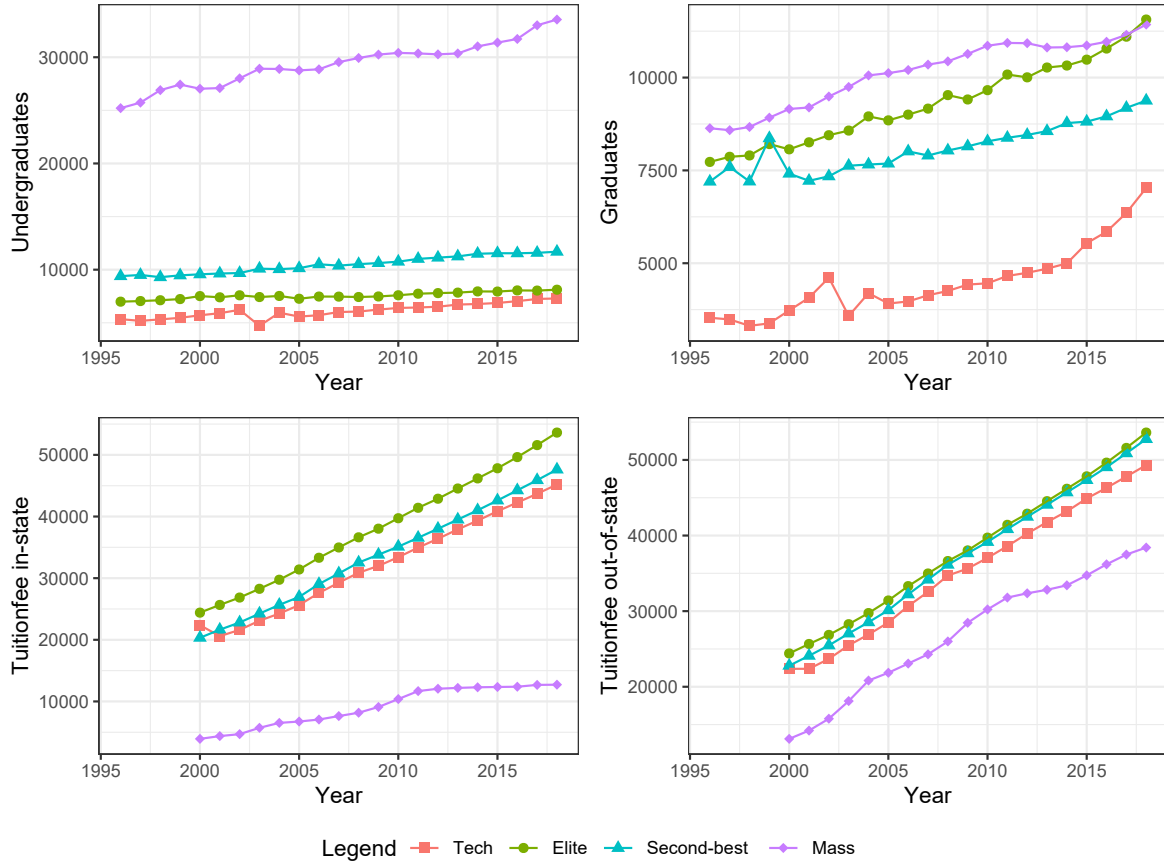 Undergraduates
30000
20000
10000
1995 2000 2005 2010 2015
Year
Graduates
10000
7500
5000
1995 2000 2005 2010 2015
Year
Tuitionfee in-state
50000
40000
30000
20000
10000
1995 2000 2005 2010 2015
Year
Tuitionfee out-of-state
50000
40000
30000
20000
1995 2000 2005 2010 2015
Year
Legend Tech Elite Second-best Mass